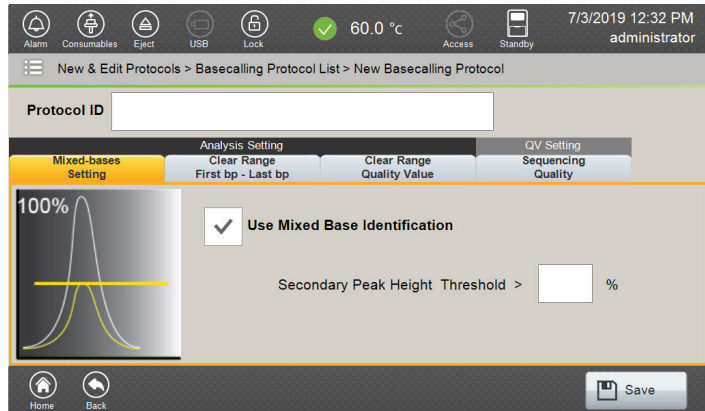 7/3/2019 12:32 PM
60.0 °c
administrator
Alarm Consumables Eject USB Lock Access Standby
New & Edit Protocols > Basecalling Protocol List > New Basecalling Protocol
Protocol ID
Analysis Setting QV Setting
Mixed-bases Setting
Clear Range First bp - Last bp
Clear Range Quality Value
Sequencing Quality
100%
Use Mixed Base Identification
Secondary Peak Height Threshold > %
Save
Home Back